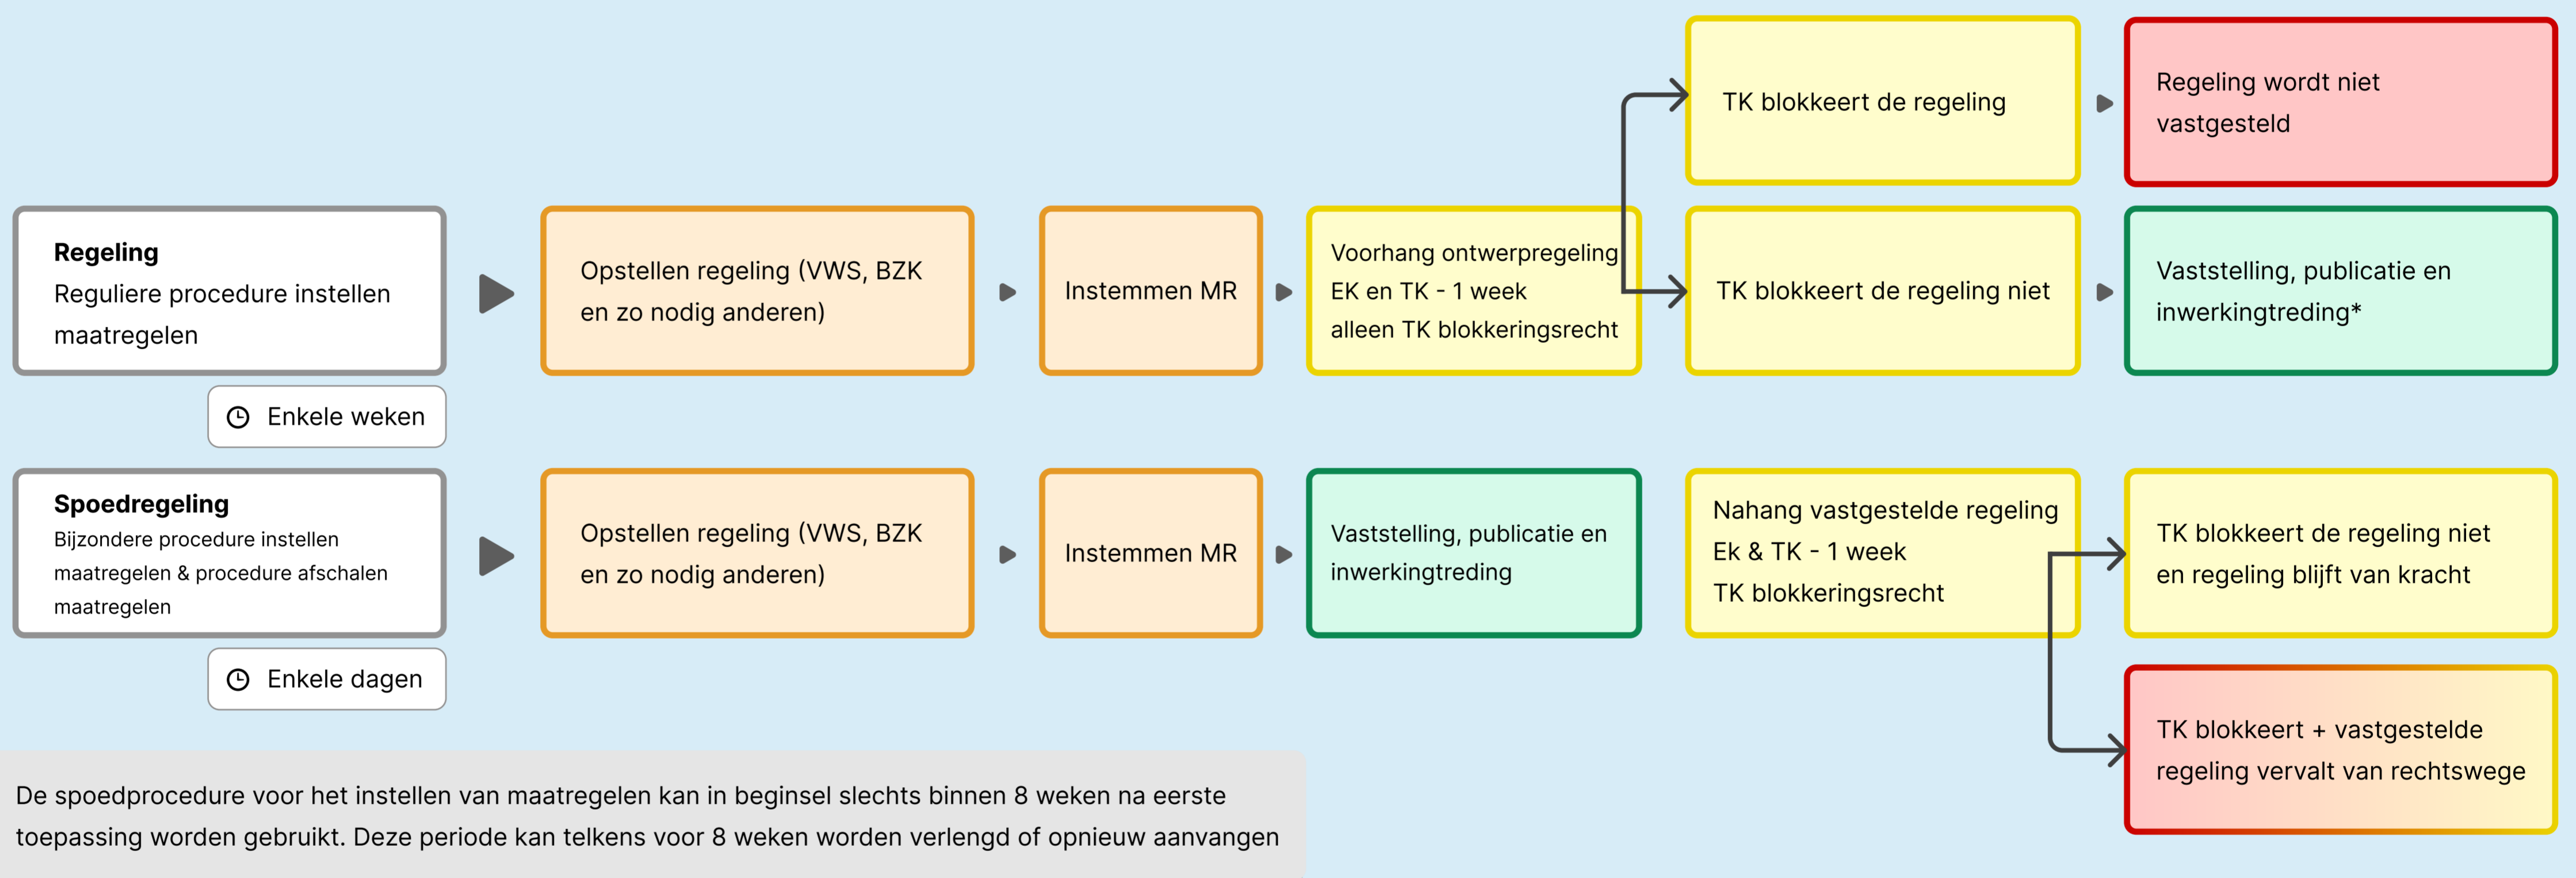 TK blokkeert de regeling
Regeling wordt niet
vastgesteld
Regeling
Reguliere procedure instellen
maatregelen
Enkele weken
Opstellen regeling (VWS, BZK
en zo nodig anderen)
Instemmen MR
Voorhang ontwerpregeling
EK en TK - 1 week
alleen TK blokkeringsrecht
TK blokkeert de regeling niet
Vaststelling, publicatie en
inwerkingtreding*
Spoedregeling
Bijzondere procedure instellen
maatregelen & procedure afschalen
maatregelen
Enkele dagen
Opstellen regeling (VWS, BZK
en zo nodig anderen)
Instemmen MR
Vaststelling, publicatie en
inwerkingtreding
Nahang vastgestelde regeling
Ek & TK - 1 week
TK blokkeringsrecht
TK blokkeert de regeling niet
en regeling blijft van kracht
TK blokkeert + vastgestelde
regeling vervalt van rechtswege
De spoedprocedure voor het instellen van maatregelen kan in beginsel slechts binnen 8 weken na eerste
toepassing worden gebruikt. Deze periode kan telkens voor 8 weken worden verlengd of opnieuw aanvangen